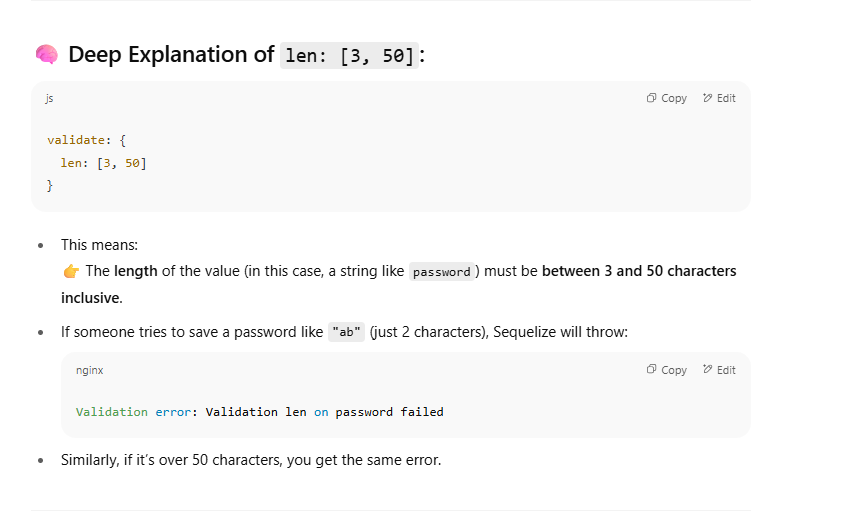 🧠 Deep Explanation of len: [3, 50]:
js
Copy
Edit
validate: {
  len: [3, 50]
}
• This means:
👉 The length of the value (in this case, a string like password) must be between 3 and 50 characters
inclusive.
• If someone tries to save a password like "ab" (just 2 characters), Sequelize will throw:
nginx
Copy
Edit
Validation error: Validation len on password failed
• Similarly, if it's over 50 characters, you get the same error.